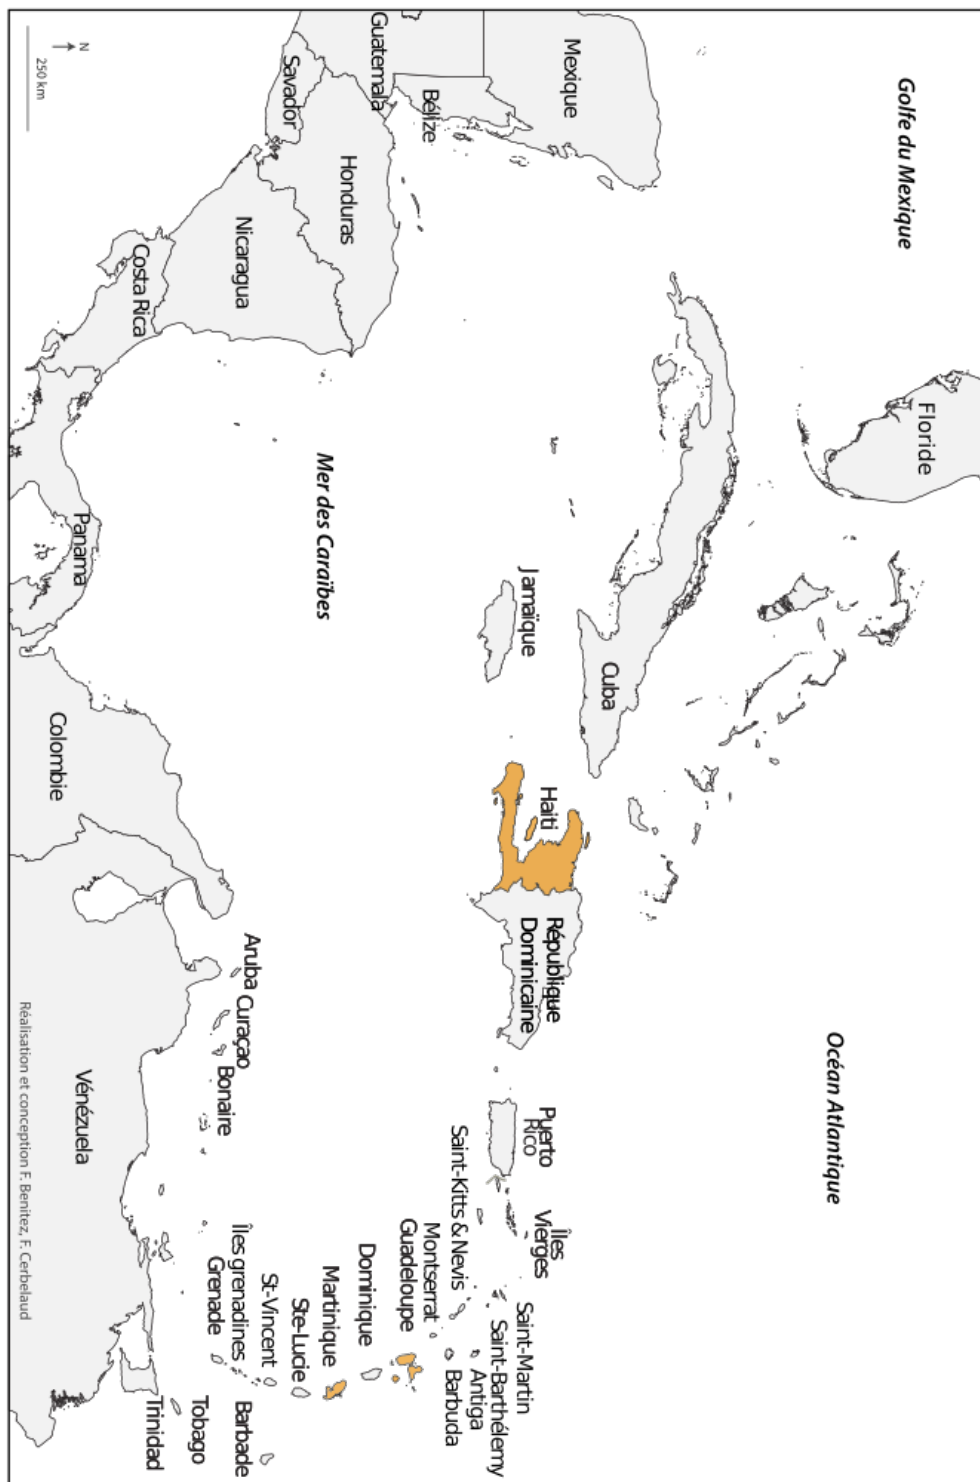 Golfe du Mexique
Floride
Océan Atlantique
Mexique
Bélize
Guatemala
Savador
Honduras
Nicaragua
Costa Rica
Panama
Mer des Caraïbes
Cuba
Jamaïque
Haiti
République
Dominicaine
Puerto
Rico
Îles
Vierges
Saint-Martin
Saint-Barthélemy
Saint-Kitts & Nevis
Antiga
Barbuda
Montserrat
Guadeloupe
Dominique
Martinique
Ste-Lucie
St-Vincent
Îles grenadines
Grenade
Barbade
Tobago
Trinidad
Aruba
Curaçao
Bonaire
Colombie
Vénézuela
N
250 km
Réalisation et conception F. Benitez, F. Cerbelaud